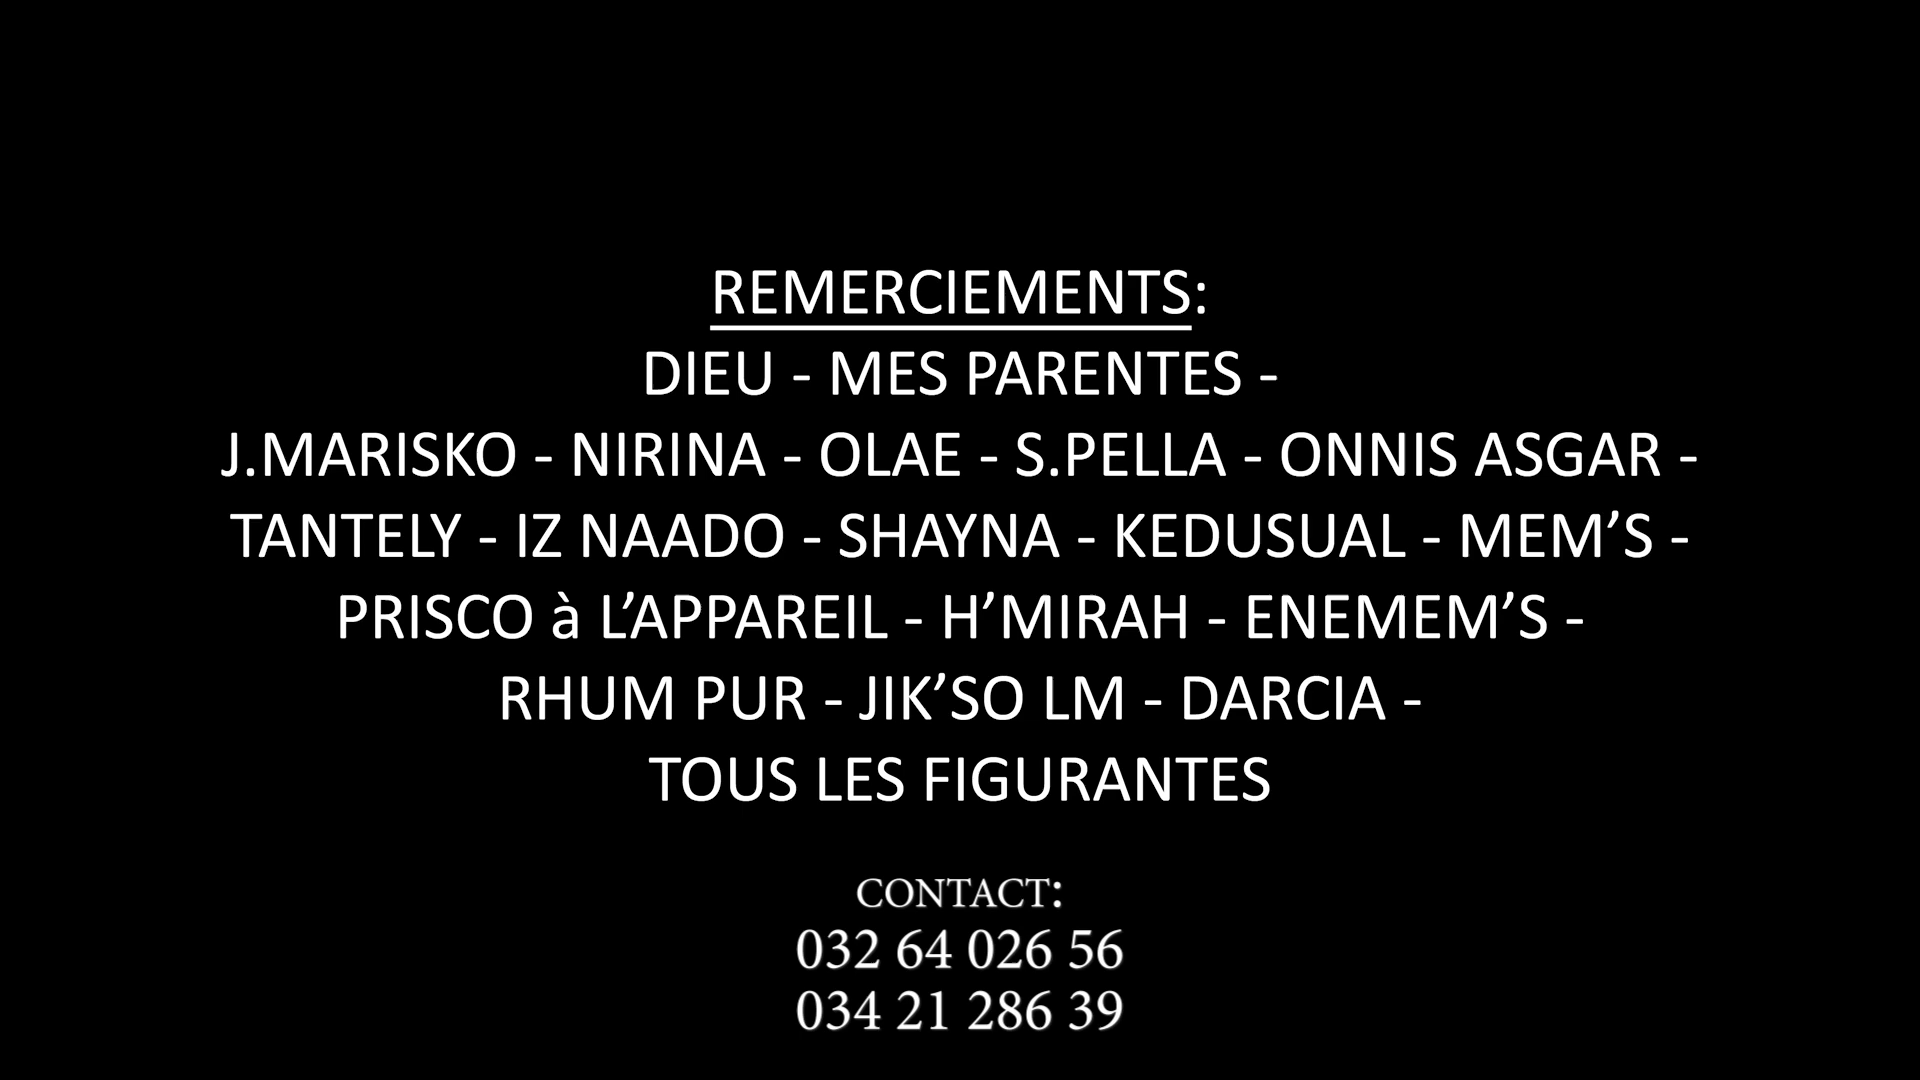 REMERCIEMENTS:
DIEU - MES PARENTES -
J.MARISKO - NIRINA - OLAE - S.PELLA - ONNIS ASGAR -
TANTELY - IZ NAADO - SHAYNA - KEDUSUAL - MEM’S -
PRISCO à L’APPAREIL - H’MIRAH - ENEMEM’S -
RHUM PUR - JIK’SO LM - DARCIA -
TOUS LES FIGURANTES
CONTACT:
032 64 026 56
034 21 286 39